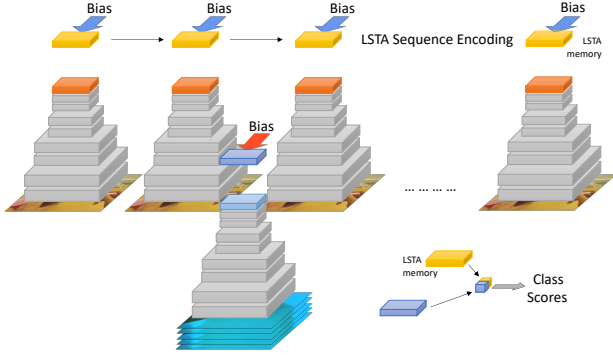 Bias
Bias
Bias
Bias
LSTA Sequence Encoding
LSTA
memory
Bias
... ... ... ...
LSTA
memory
Class
Scores